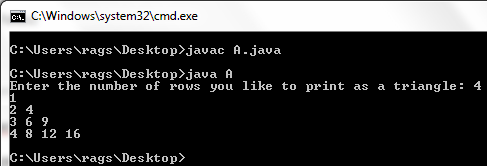 C:\Windows\system32\cmd.exe
C:\Users\rags\Desktop>javac A.java
C:\Users\rags\Desktop>java A
Enter the number of rows you like to print as a triangle: 4
1
2 4
3 6 9
4 8 12 16
C:\Users\rags\Desktop>